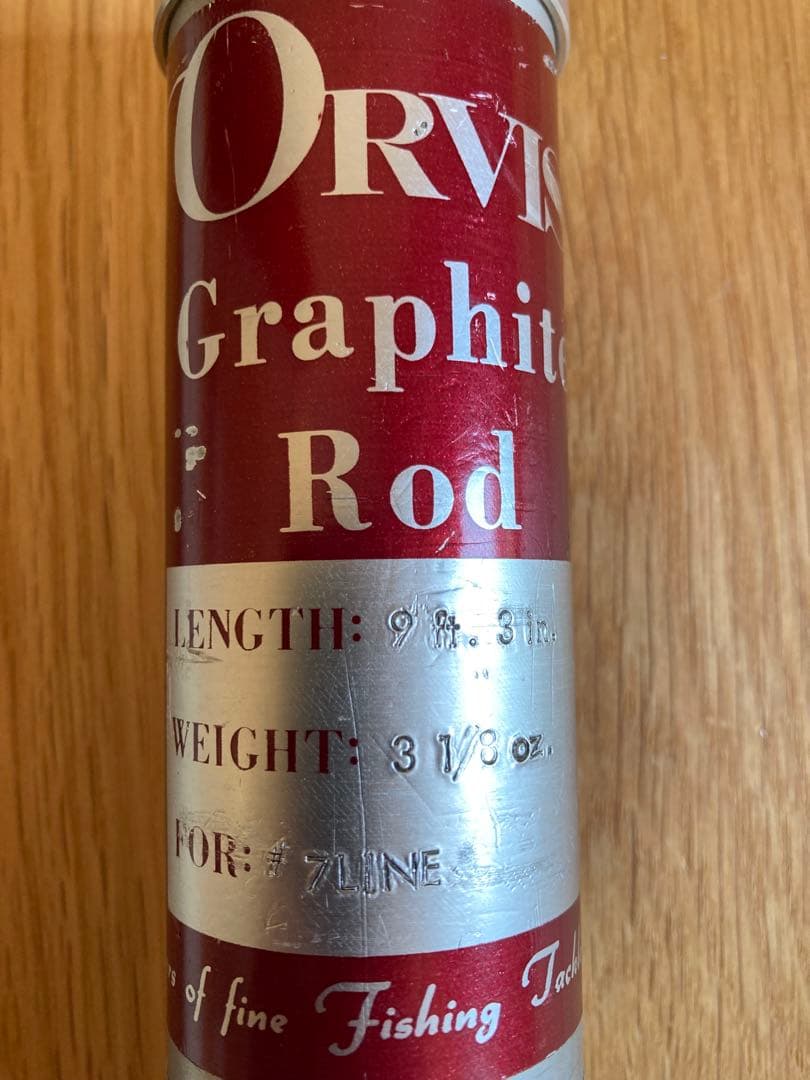 ORVIS
Graphite
Rod
LENGTH: 9 ft. 3 in.
WEIGHT: 3 1/8 oz.
FOR: # 7LINE
of fine Fishing